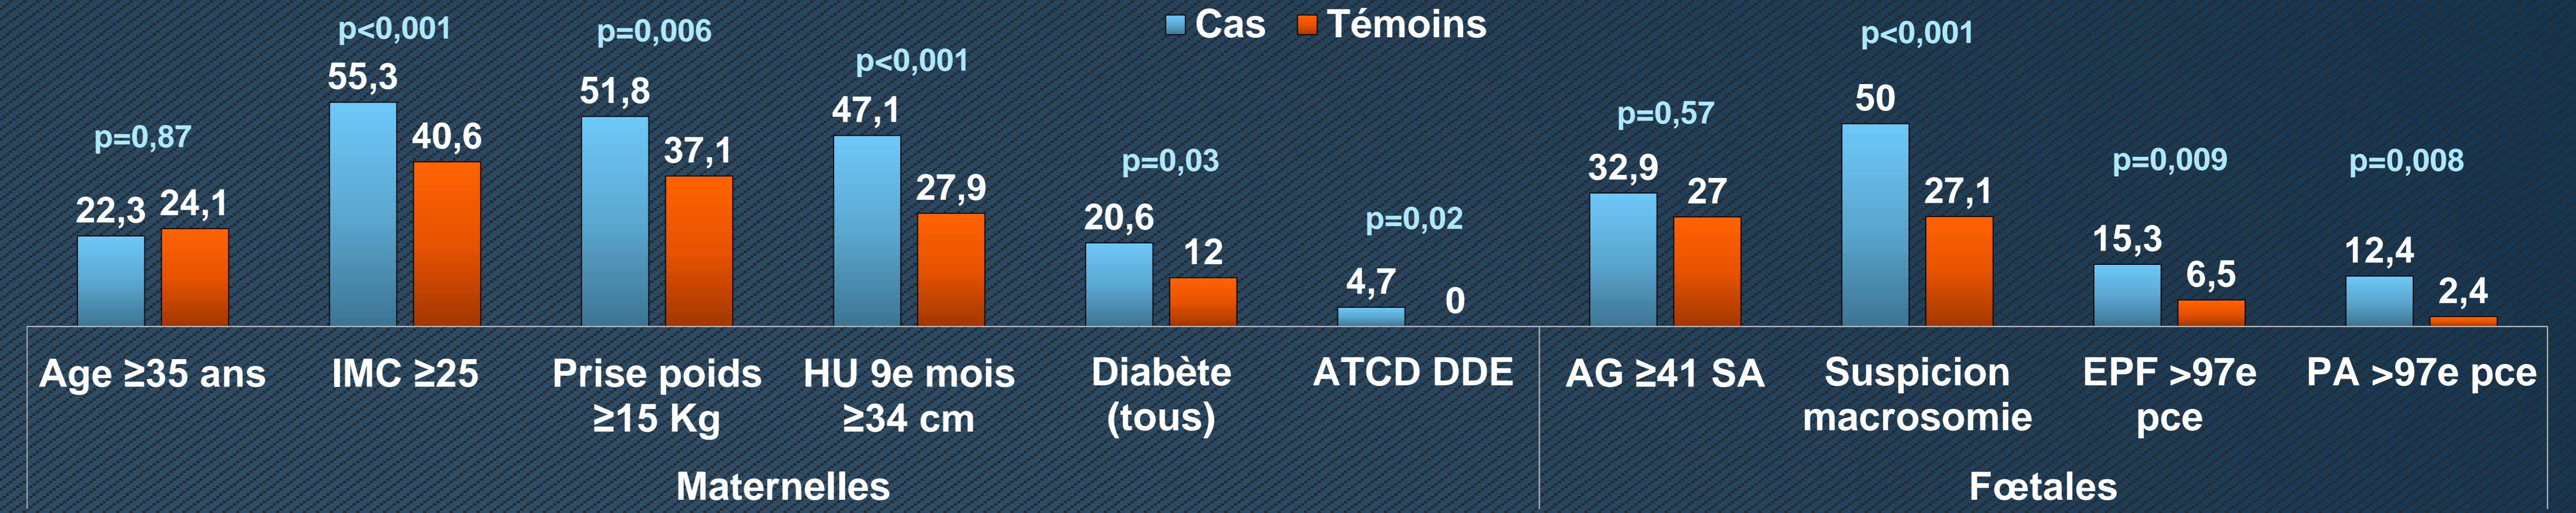 Cas Témoins
p=0,87
22,3 24,1
p<0,001
55,3
40,6
p=0,006
51,8
37,1
p<0,001
47,1
27,9
p=0,03
20,6
12
p=0,02
4,7
0
p=0,57
32,9
27
p<0,001
50
27,1
p=0,009
15,3
6,5
p=0,008
12,4
2,4
Age ≥35 ans
IMC ≥25
Prise poids
≥15 Kg
HU 9e mois
≥34 cm
Diabète
(tous)
ATCD DDE
AG ≥41 SA
Suspicion
macrosomie
EPF >97e
pce
PA >97e pce
Maternelles
Fœtales